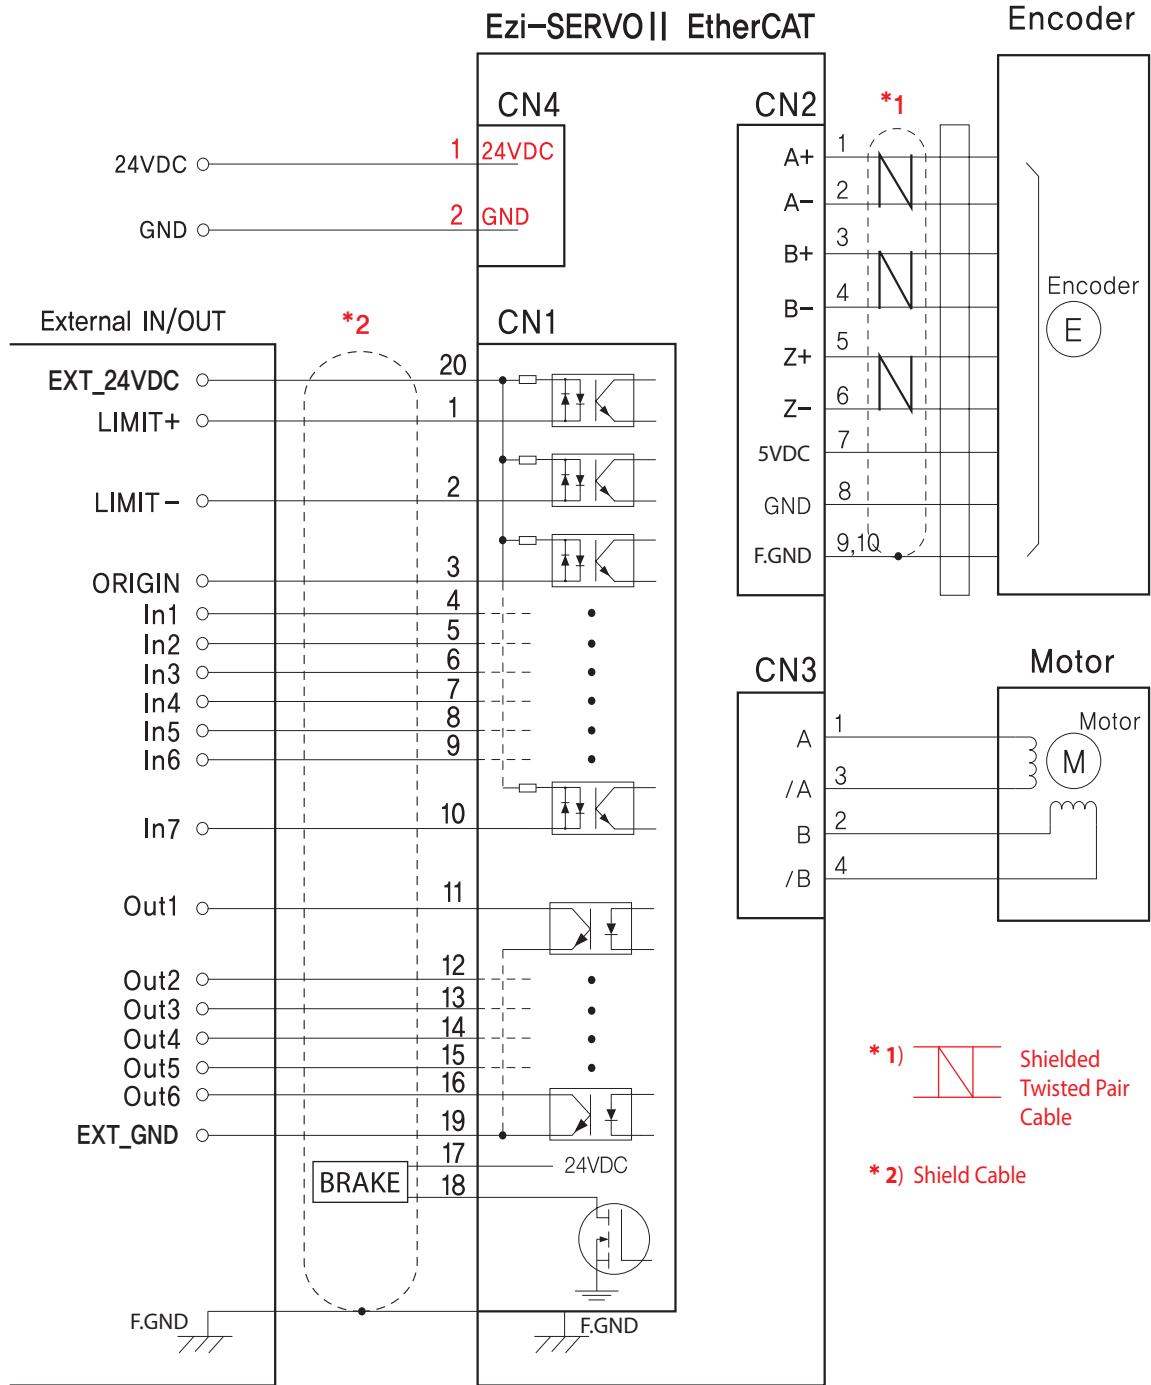 Ezi-SERVO II EtherCAT
Encoder
CN4
1 24VDC
24VDC
2 GND
GND
External IN/OUT
*2
CN1
EXT_24VDC 20
LIMIT+ 1
LIMIT- 2
ORIGIN 3
In1 4
In2 5
In3 6
In4 7
In5 8
In6 9
In7 10
Out1 11
Out2 12
Out3 13
Out4 14
Out5 15
Out6 16
EXT_GND 19
17 24VDC
BRAKE 18
F.GND
F.GND
CN2
*1
A+ 1
A- 2
B+ 3
B- 4
Z+ 5
Z- 6
5VDC 7
GND 8
F.GND 9,10
Encoder
E
CN3
Motor
A 1
/A 3
B 2
/B 4
Motor
M
* 1) Shielded
Twisted Pair
Cable
* 2) Shield Cable